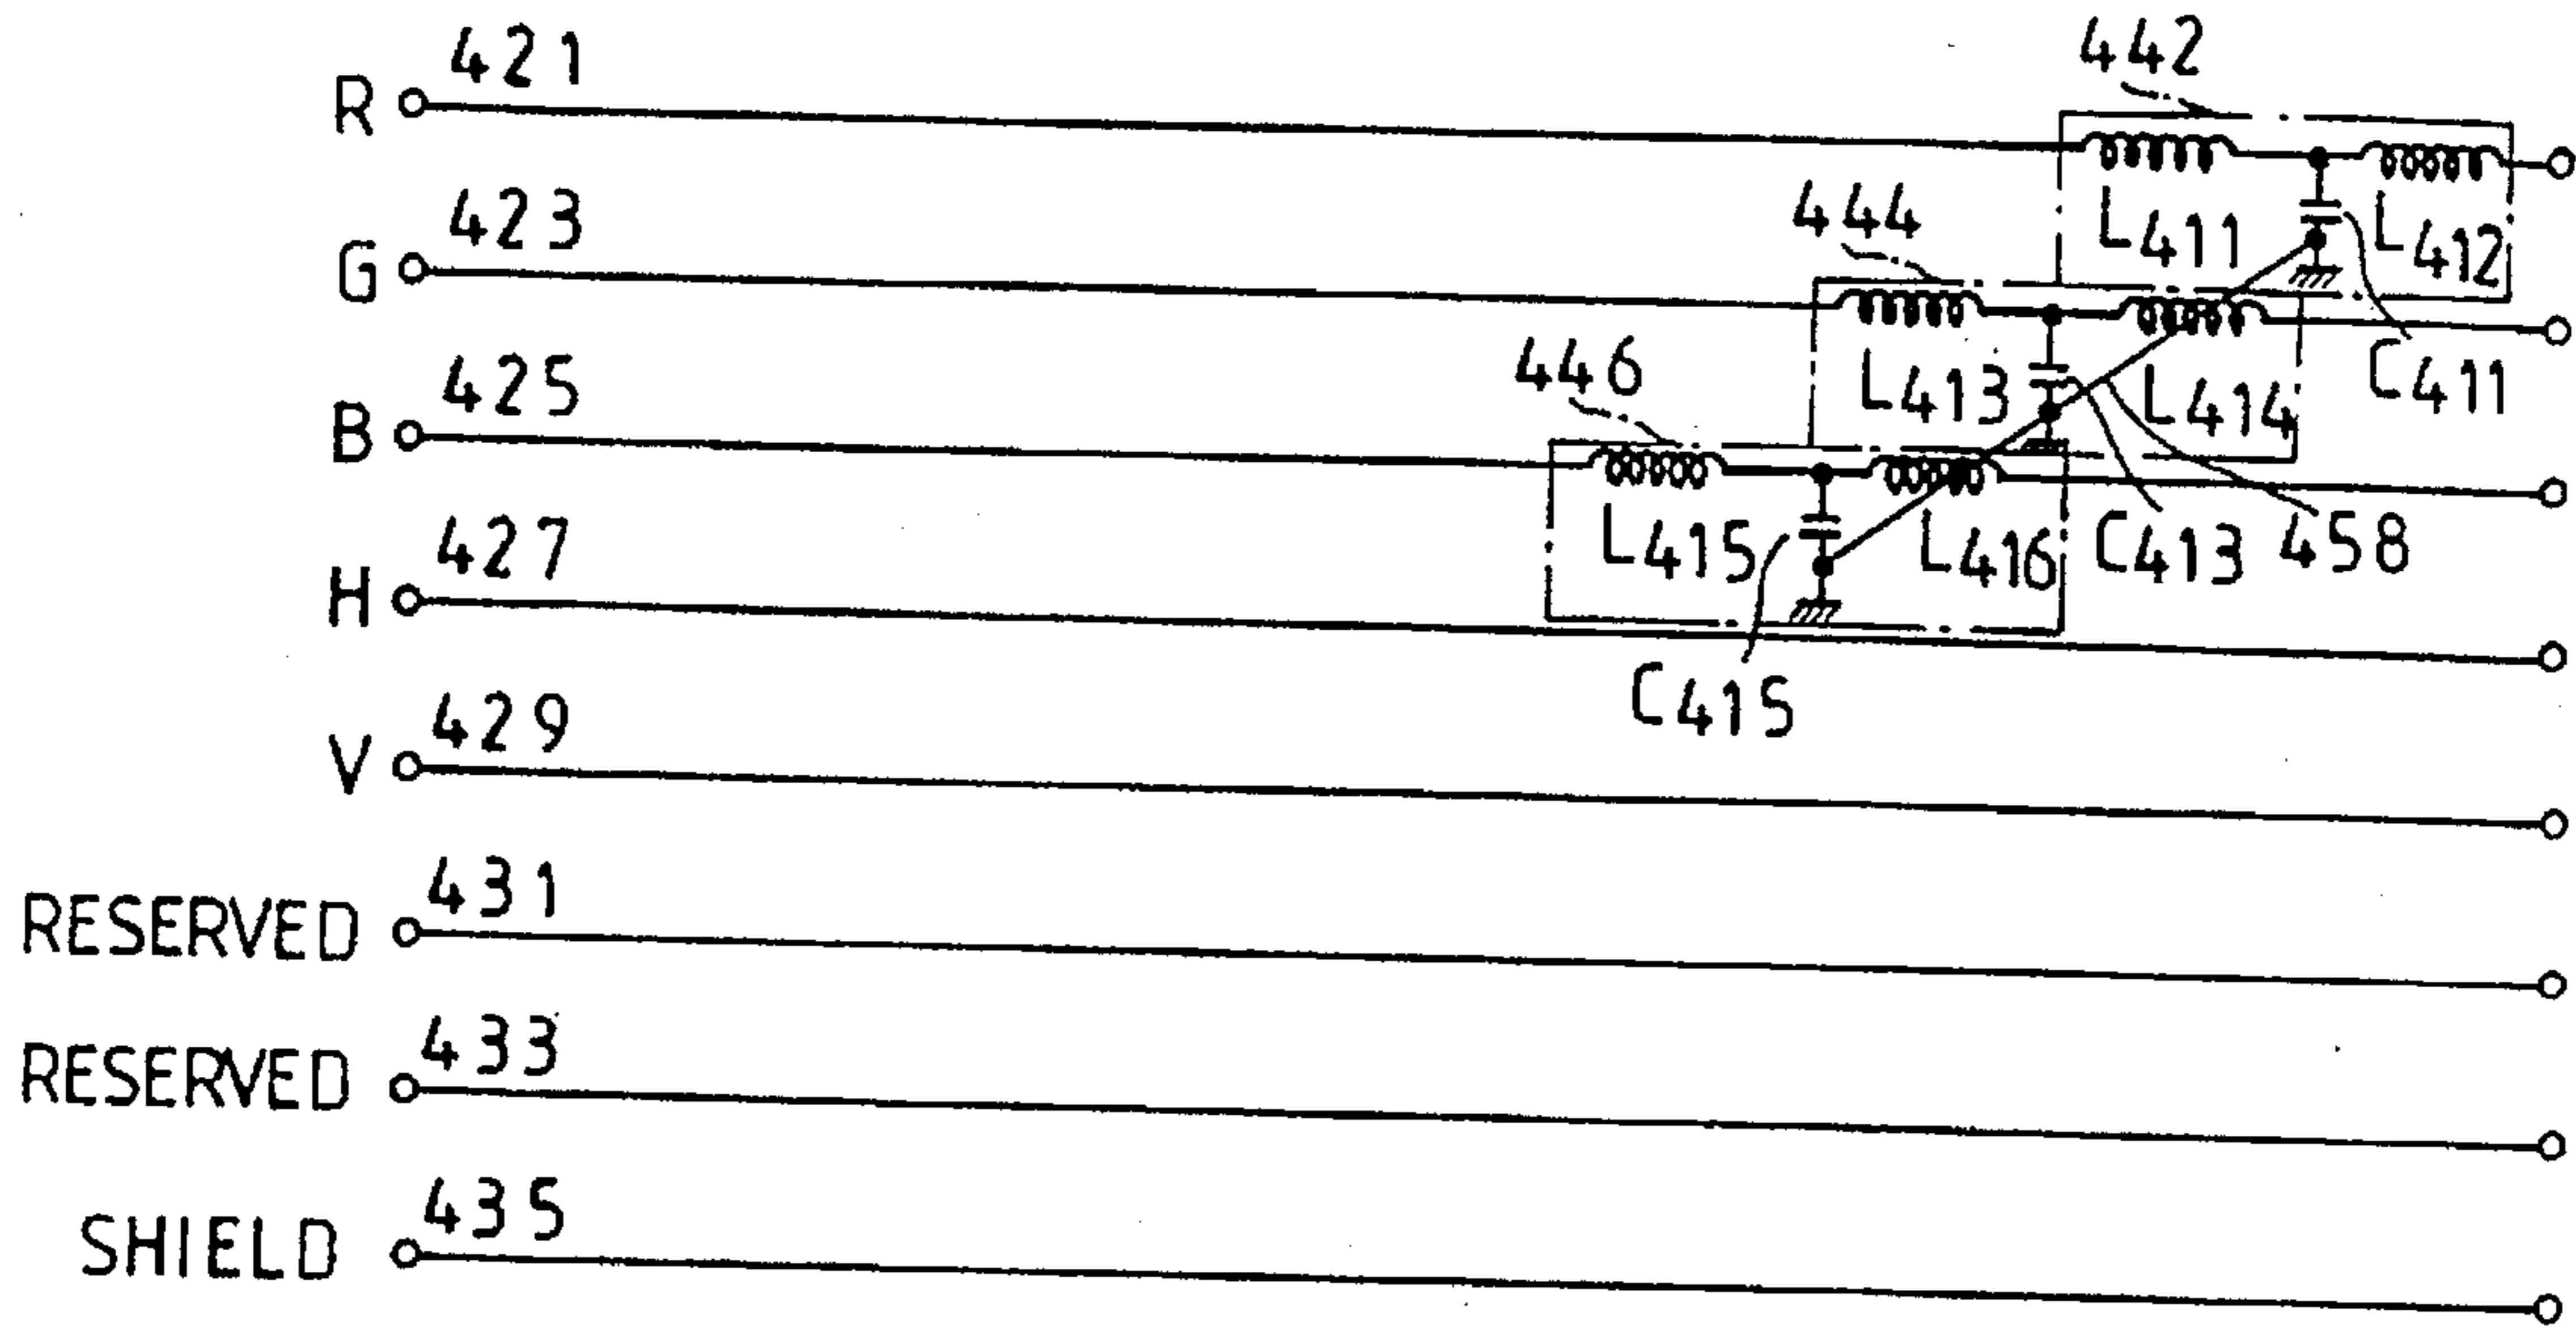 442
R 421
L411 L412
444
G 423
L413 L414 C411
446
B 425
L415 L416 C413 458
H 427
C415
V 429
RESERVED 431
RESERVED 433
SHIELD 435